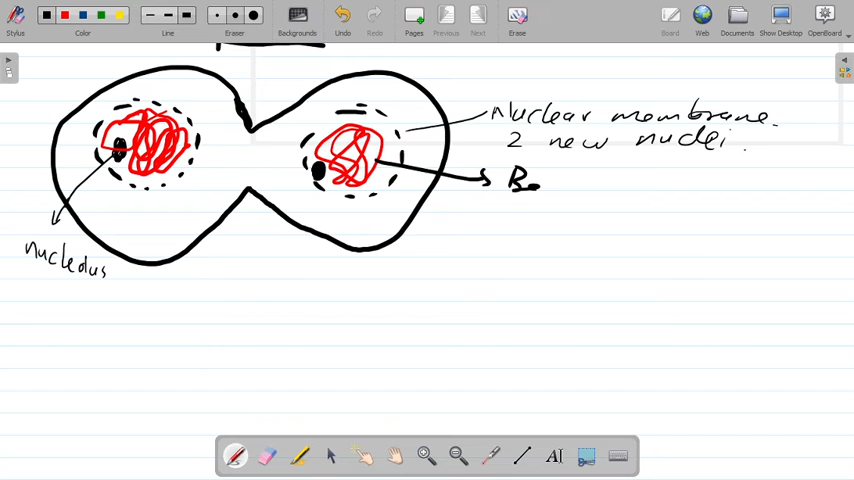 Stylus
Color
Line
Eraser
Backgrounds
Undo
Redo
Pages
Previous
Next
Erase
Board
Web
Documents
Show Desktop
OpenBoard
Nuclear membrane.
2 new nuclei.
nucleolus